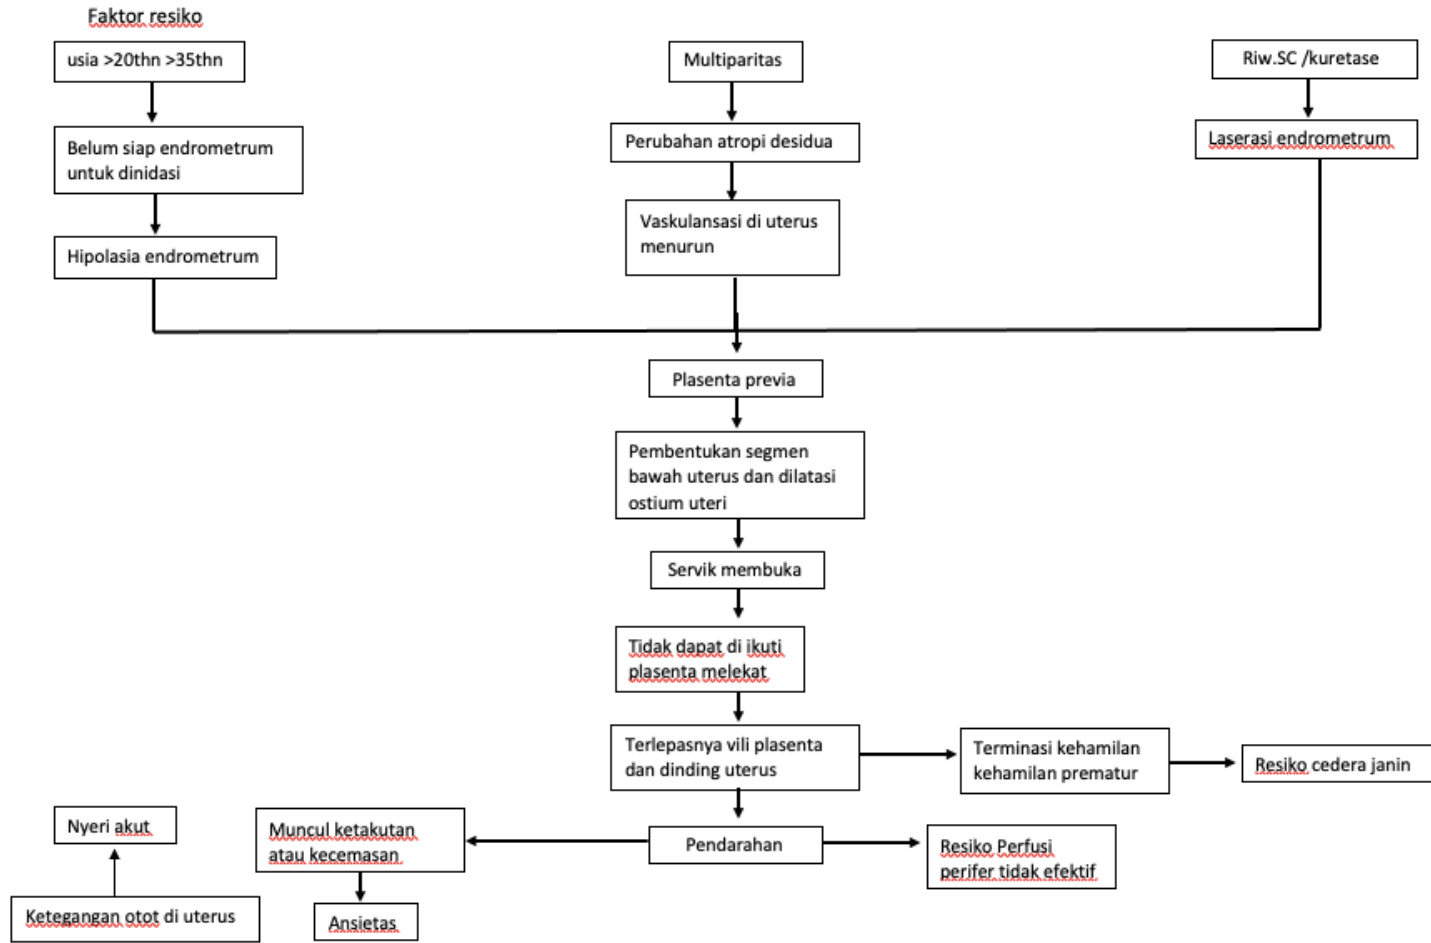 Faktor resiko
usia >20thn >35thn
Multiparitas
Riw.SC /kuretase
Belum siap endrometrum
untuk dinidasi
Perubahan atropi desidua
Laserasi endrometrum
Hipolasia endrometrum
Vaskulansasi di uterus
menurun
Plasenta previa
Pembentukan segmen
bawah uterus dan dilatasi
ostium uteri
Servik membuka
Tidak dapat di ikuti
plasenta melekat
Terlepasnya vili plasenta
dan dinding uterus
Terminasi kehamilan
kehamilan prematur
Resiko cedera janin
Nyeri akut
Muncul ketakutan
atau kecemasan
Pendarahan
Resiko Perfusi
perifer tidak efektif
Ketegangan otot di uterus
Ansietas